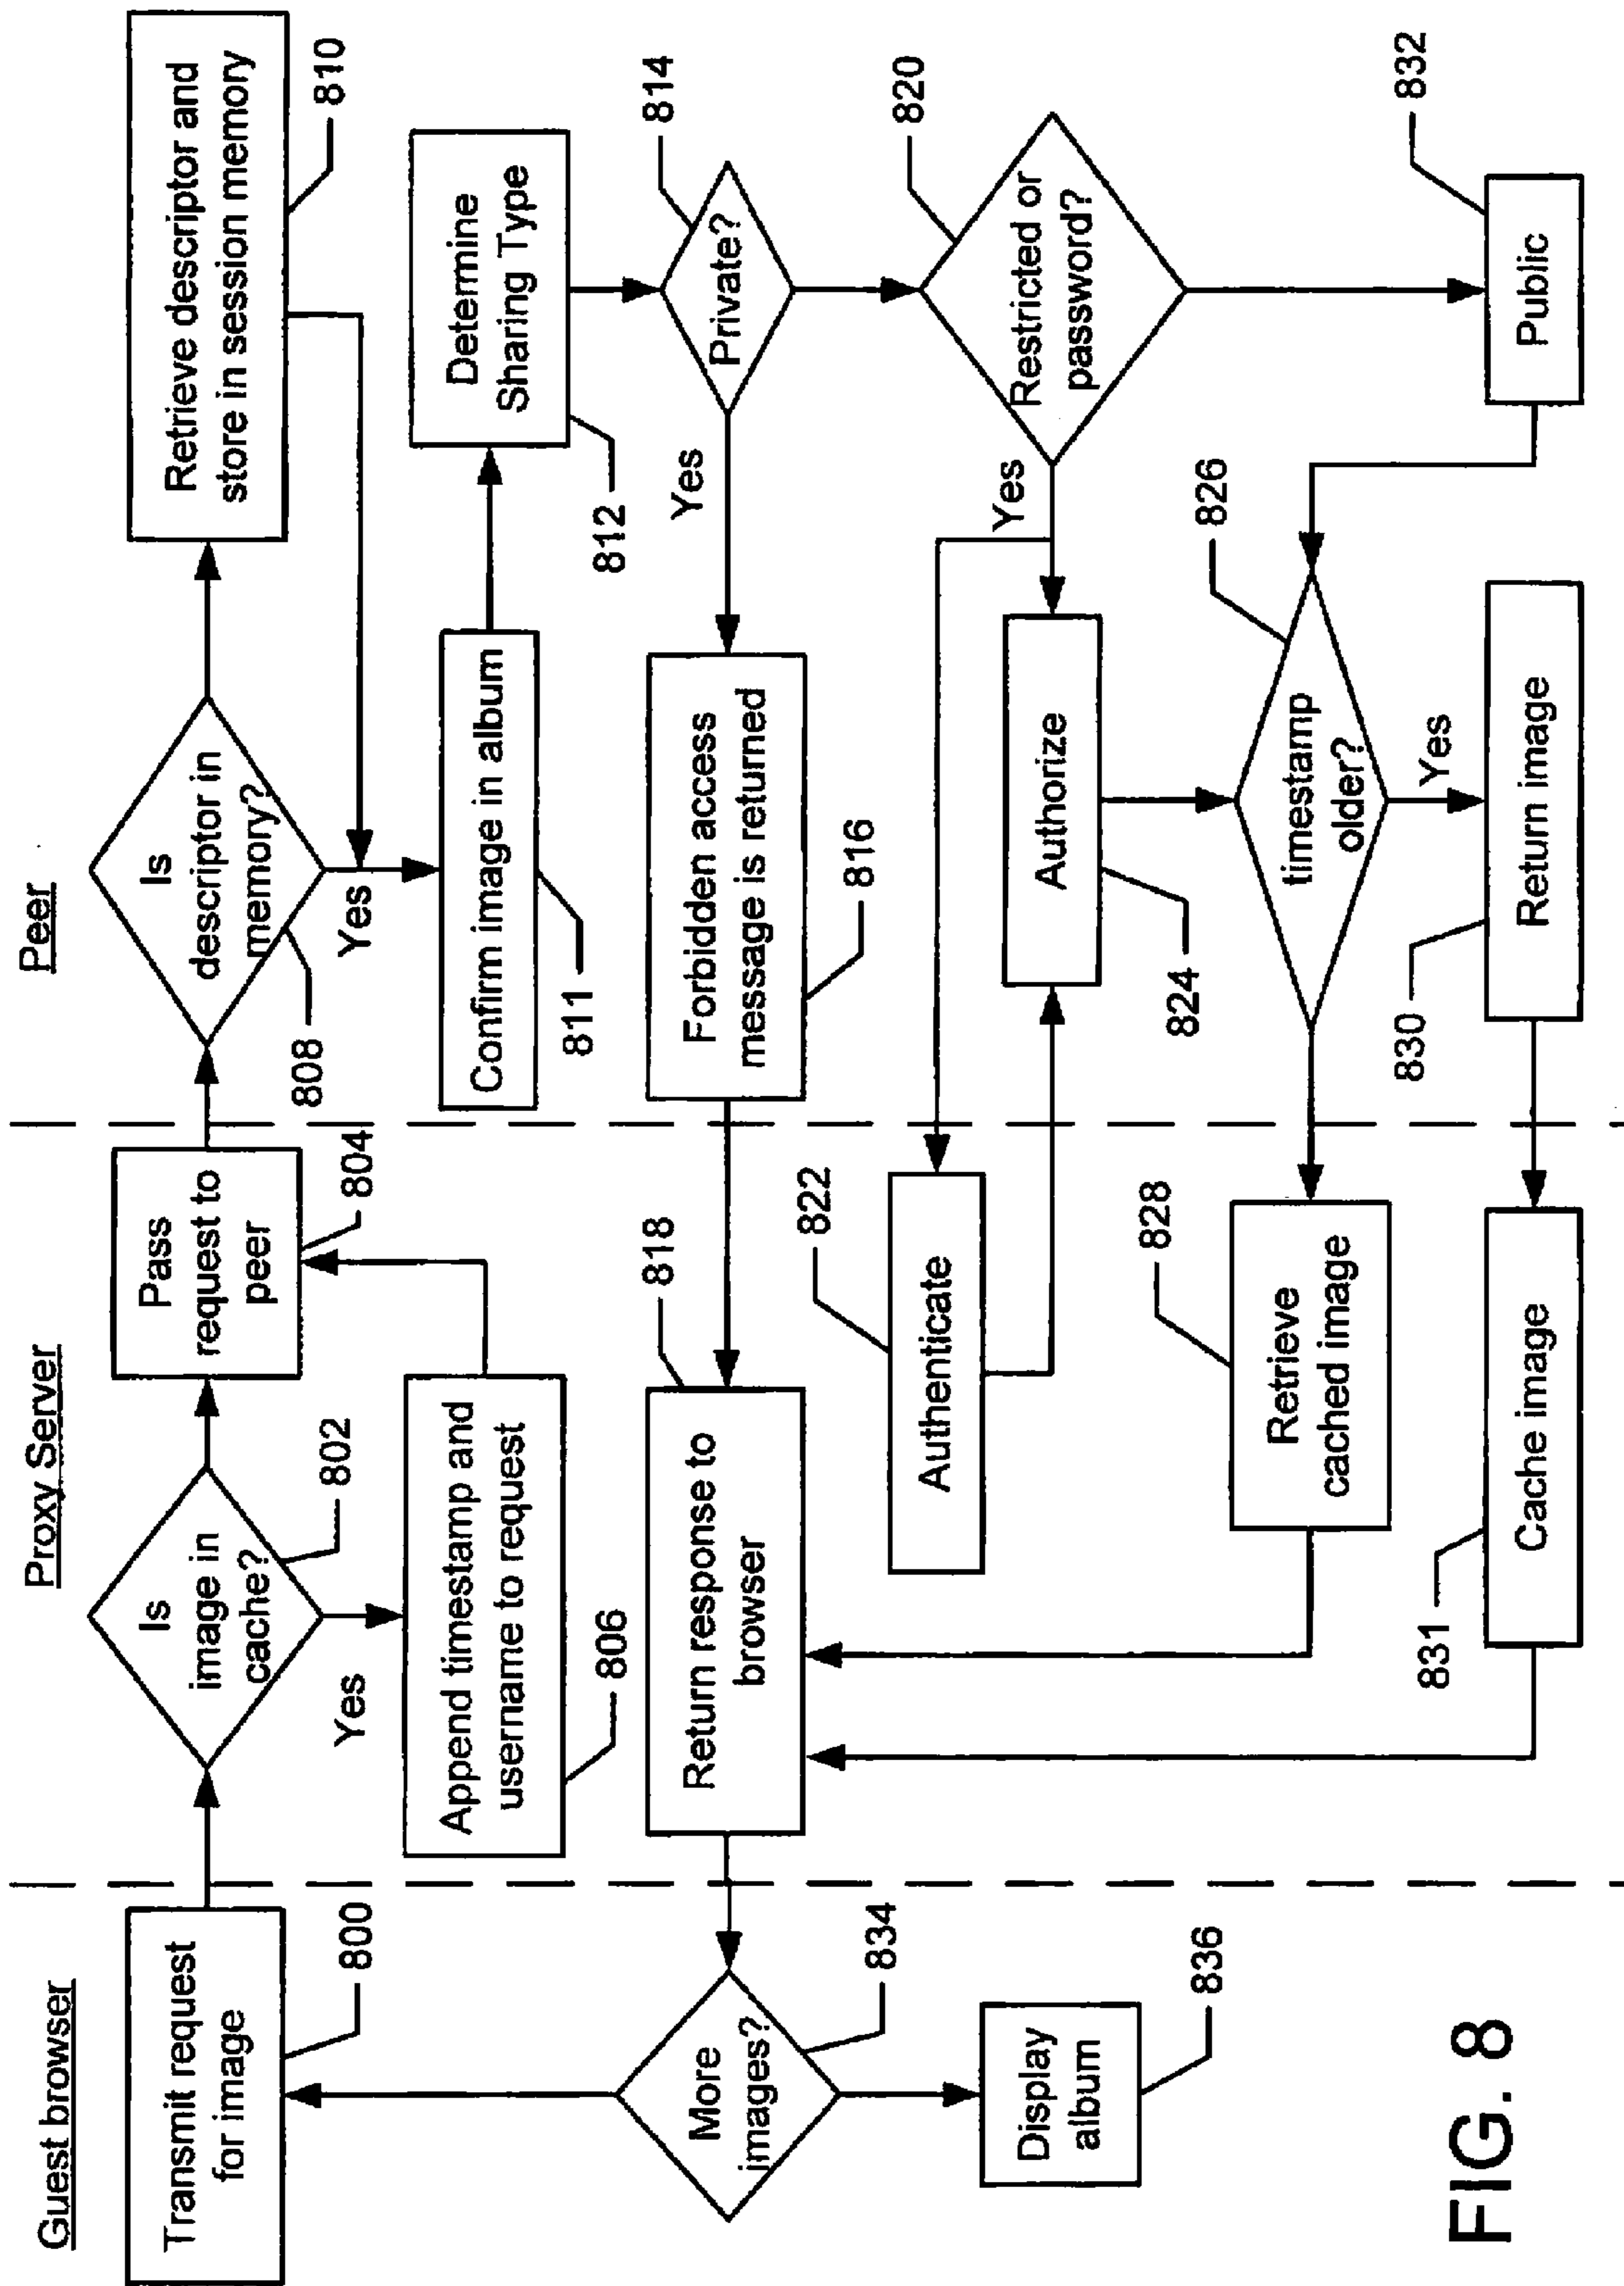 Guest browser
Proxy Server
Peer
Transmit request
for image
800
Is
image in
cache?
802
Yes
Append timestamp and
username to request
806
Pass
request to
peer
804
Is
descriptor in
memory?
808
Yes
Retrieve descriptor and
store in session memory
810
Confirm image in album
811
Determine
Sharing Type
812
Private?
814
Yes
Forbidden access
message is returned
816
Return response to
browser
818
Restricted or
password?
820
Yes
Authenticate
822
Authorize
824
timestamp
older?
826
Yes
Retrieve
cached image
828
Return image
830
Cache image
831
Public
832
More
images?
834
Display
album
836
FIG. 8